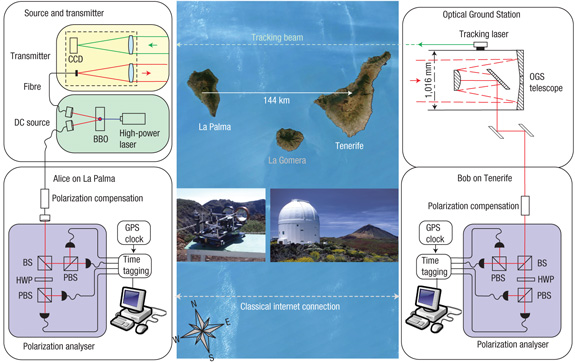 Source and transmitter
Transmitter
CCD
Fibre
DC source
BBO
High-power
laser
Alice on La Palma
Polarization compensation
GPS
clock
Time
tagging
BS
PBS
HWP
PBS
Polarization analyser
Tracking beam
144 km
La Palma
La Gomera
Tenerife
Classical internet connection
N
E
S
W
Optical Ground Station
Tracking laser
1,016 mm
OGS
telescope
Bob on Tenerife
Polarization compensation
GPS
clock
Time
tagging
BS
PBS
HWP
PBS
Polarization analyser